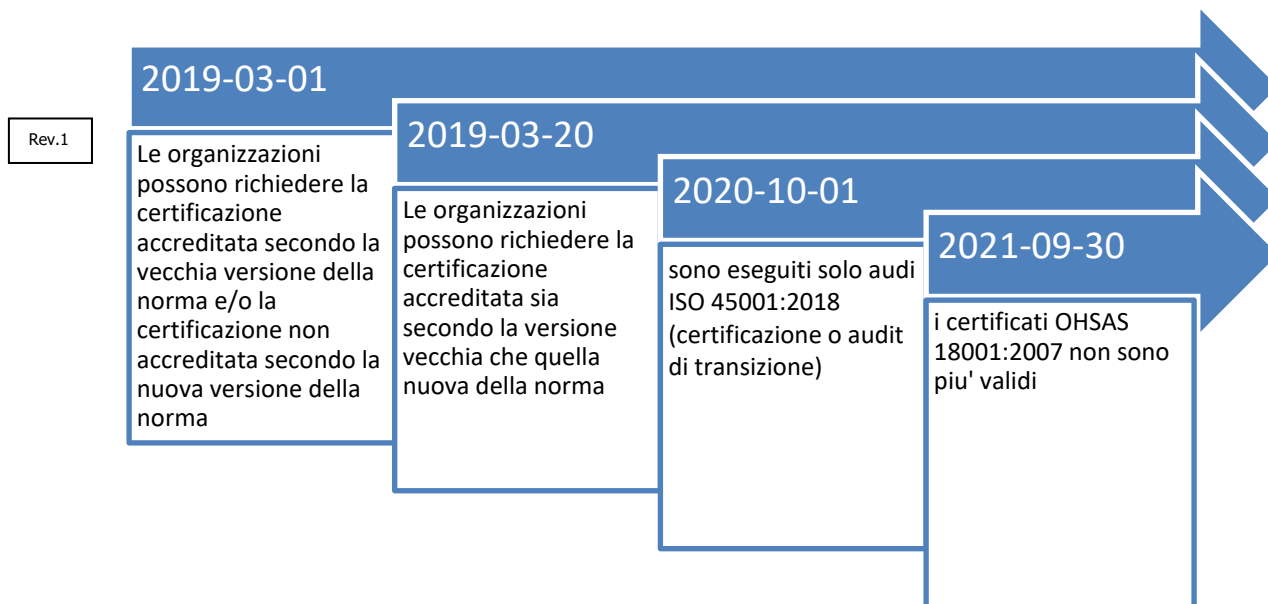 Rev.1
2019-03-01
Le organizzazioni
possono richiedere la
certificazione
accreditata secondo la
vecchia versione della
norma e/o la
certificazione non
accreditata secondo la
nuova versione della
norma
2019-03-20
Le organizzazioni
possono richiedere la
certificazione
accreditata sia
secondo la versione
vecchia che quella
nuova della norma
2020-10-01
sono eseguiti solo audi
ISO 45001:2018
(certificazione o audit
di transizione)
2021-09-30
i certificati OHSAS
18001:2007 non sono
piu' validi